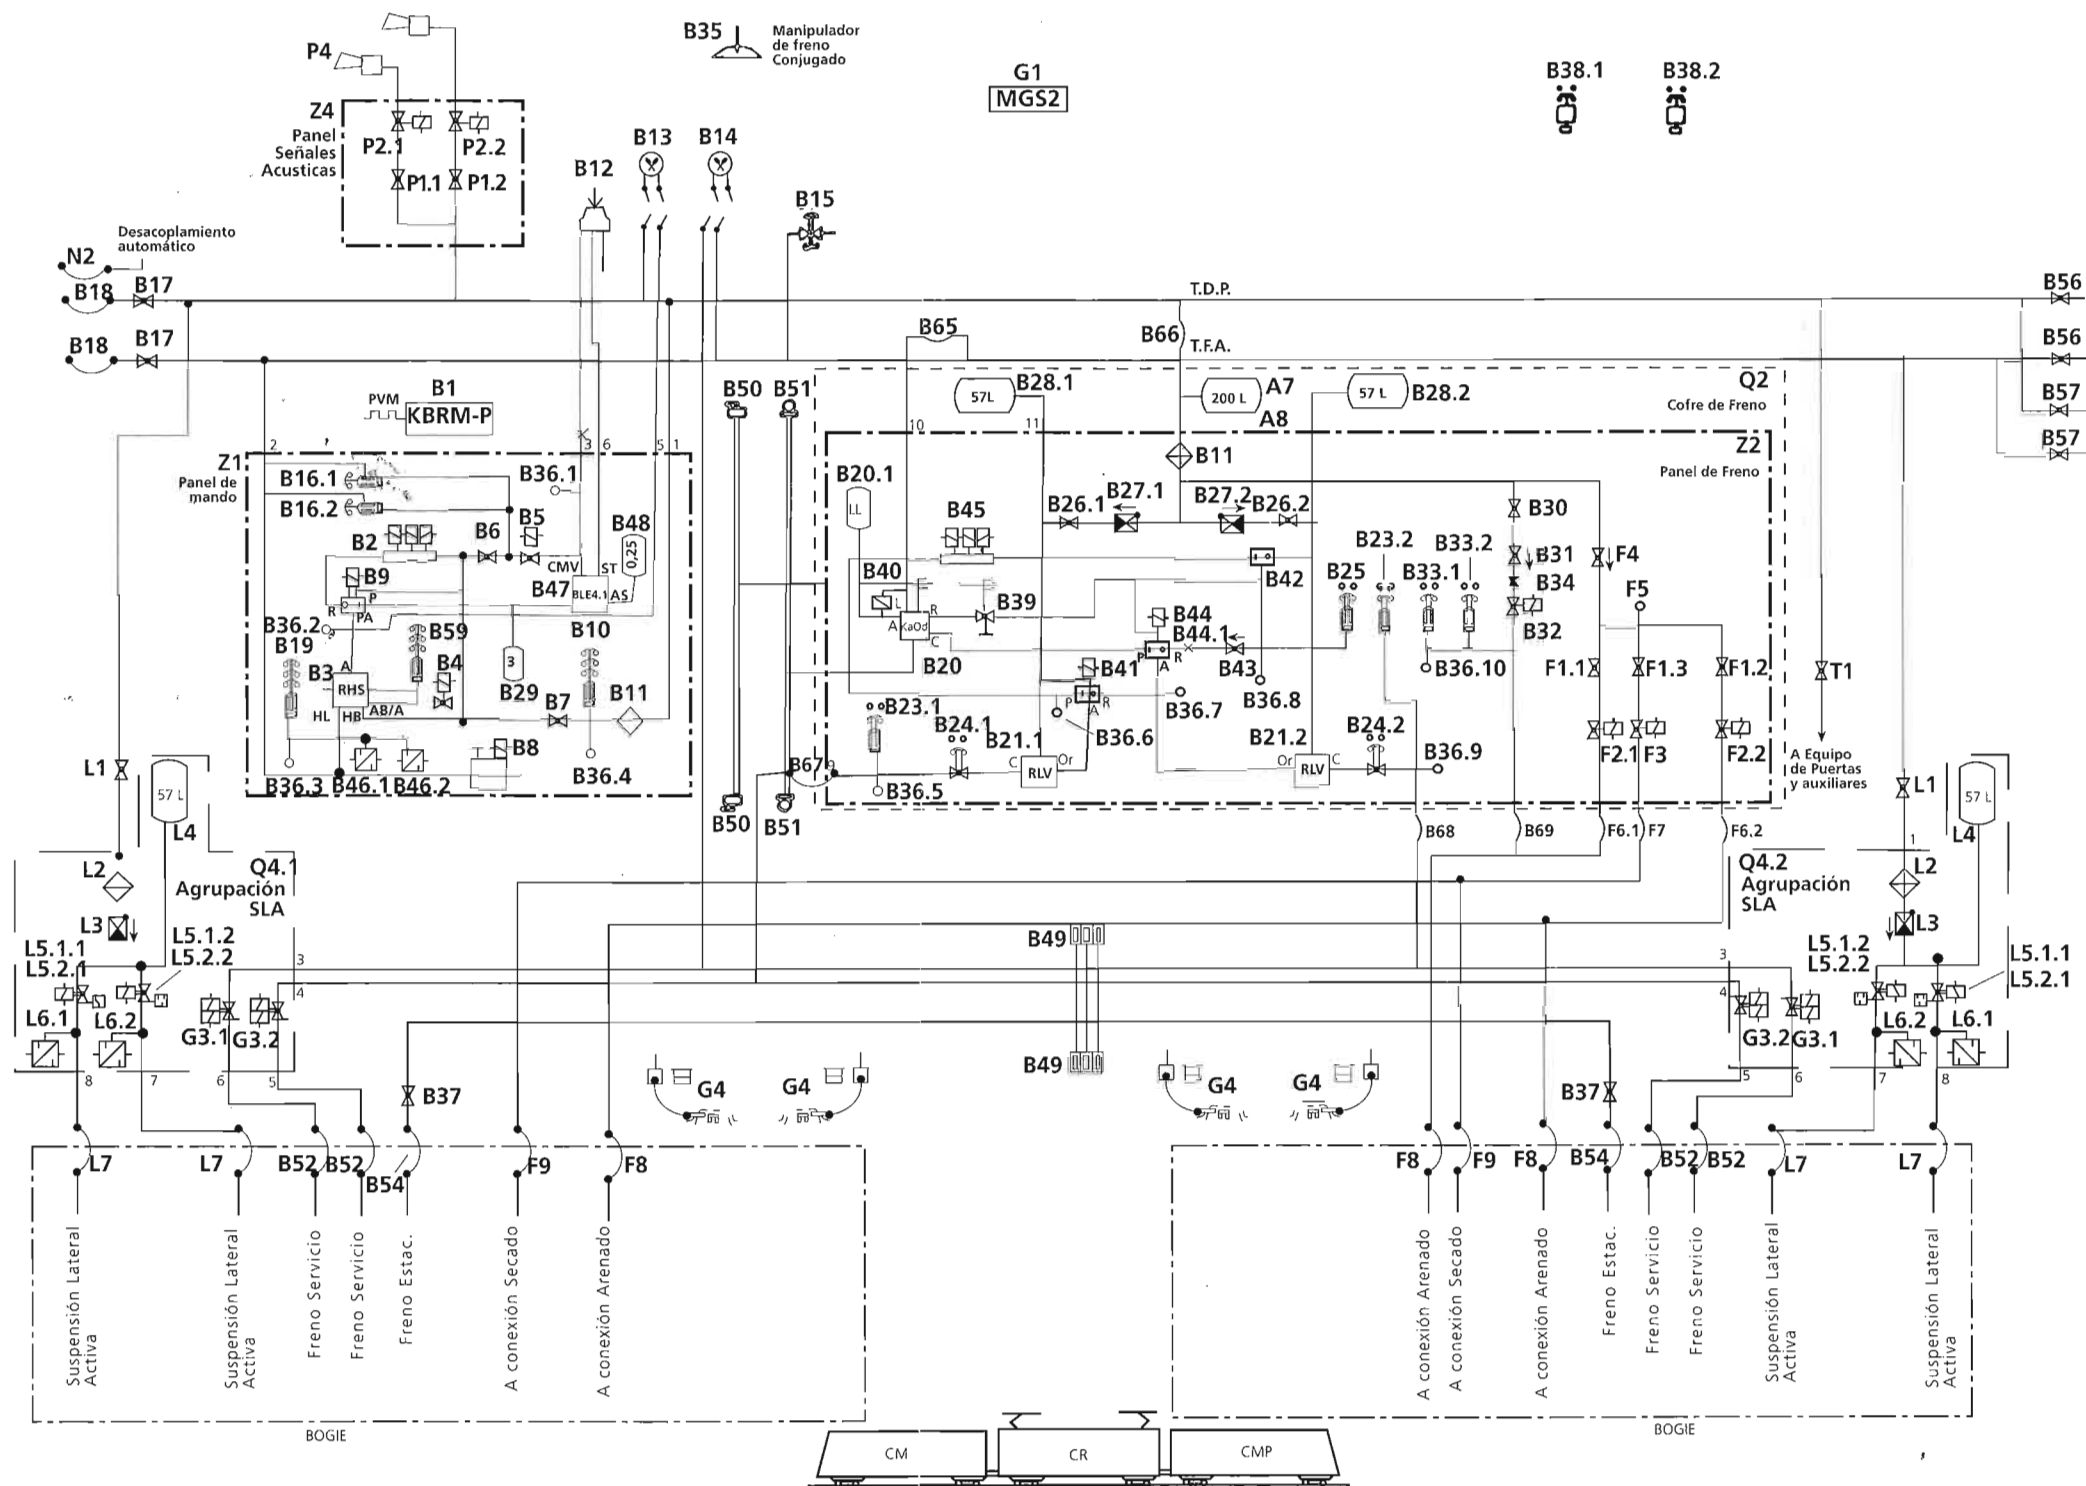 P4
B35
Manipulador
de freno
Conjugado
G1
MGS2
B38.1
B38.2
Z4
Panel
Señales
Acusticas
P2.1
P2.2
P1.1
P1.2
B12
B13
B14
B15
Desacoplamiento
automático
N2
B18
B17
B18
B17
T.D.P.
B65
B66
T.F.A.
B56
B56
B57
B57
B1
PVM
KBRM-P
B50
B51
57L
B28.1
200 L
A7
A8
57 L
B28.2
Q2
Cofre de Freno
2
3
6
5
1
10
11
Z1
Panel de
mando
B16.1
B16.2
B36.1
B2
B6
B5
B48
0,25
CMV
ST
B47
BLE4.1
AS
B9
P
R
PA
B36.2
B19
B59
B10
B3
A
RHS
B4
3
B29
B7
B11
HL
HB
AB/A
B8
B36.3
B46.1
B46.2
B36.4
Z2
Panel de Freno
B11
B20.1
LL
B45
B26.1
B27.1
B27.2
B26.2
B30
B42
B23.2
B33.2
B25
B33.1
B31
B34
B32
F4
F5
B40
L
R
A
KaOd
C
B20
B39
B44
B44.1
P
A
R
B43
B41
P
A
R
B36.8
B36.10
F1.1
F1.3
F1.2
T1
B36.7
B23.1
B24.1
B36.6
B21.1
B21.2
B24.2
B36.9
F2.1
F3
F2.2
B67
9
C
RLV
Or
Or
RLV
C
B36.5
A Equipo
de Puertas
y auxiliares
B50
B51
B68
B69
F6.1
F7
F6.2
L1
57 L
L4
L2
Q4.1
Agrupación
SLA
L3
L5.1.1
L5.2.1
L5.1.2
L5.2.2
3
4
L6.1
L6.2
G3.1
G3.2
8
7
6
5
B49
B49
L1
57 L
L4
1
L2
Q4.2
Agrupación
SLA
L3
L5.1.2
L5.2.2
L5.1.1
L5.2.1
3
4
G3.2
G3.1
L6.2
L6.1
5
6
7
8
B37
G4
G4
G4
G4
B37
L7
L7
B52
B52
B54
F9
F8
F8
F9
F8
B54
B52
B52
L7
L7
Suspensión Lateral
Activa
Suspensión Lateral
Activa
Freno Servicio
Freno Servicio
Freno Estac.
A conexión Secado
A conexión Arenado
A conexión Arenado
A conexión Secado
A conexión Arenado
Freno Estac.
Freno Servicio
Freno Servicio
Suspensión Lateral
Activa
Suspensión Lateral
Activa
BOGIE
BOGIE
CM
CR
CMP